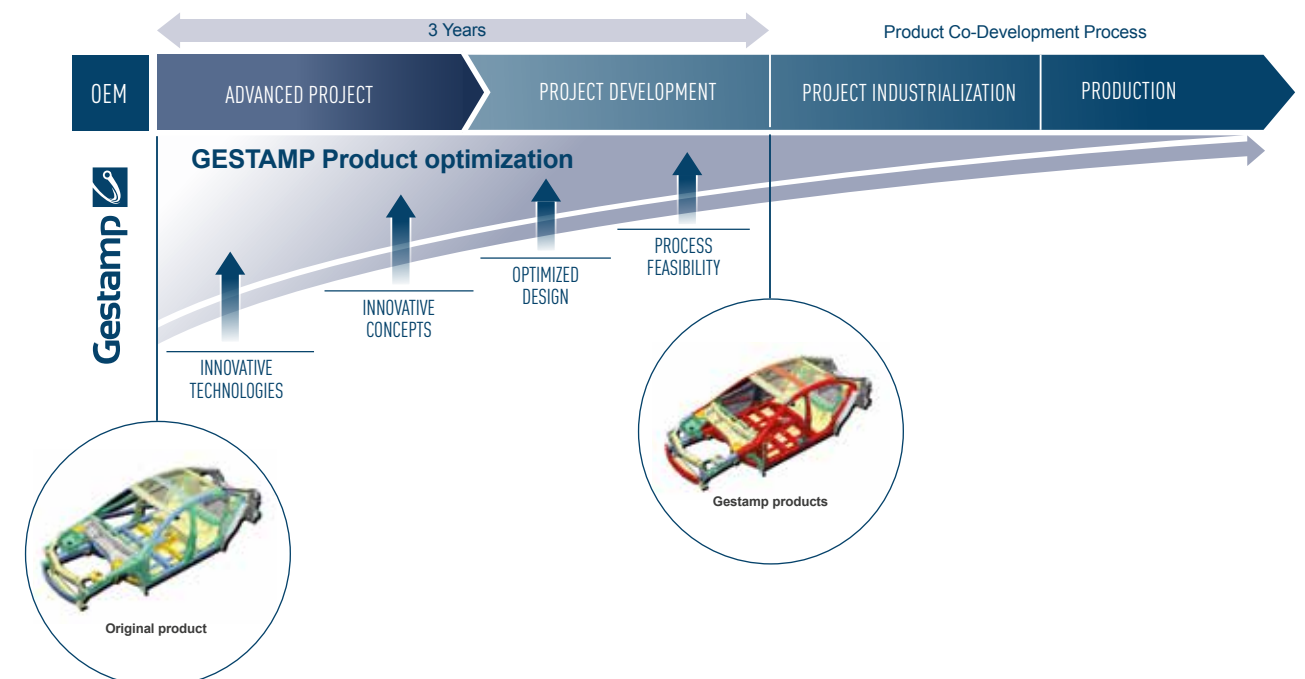 3 Years
Product Co-Development Process
OEM
ADVANCED PROJECT
PROJECT DEVELOPMENT
PROJECT INDUSTRIALIZATION
PRODUCTION
Gestamp
GESTAMP Product optimization
INNOVATIVE
TECHNOLOGIES
INNOVATIVE
CONCEPTS
OPTIMIZED
DESIGN
PROCESS
FEASIBILITY
Original product
Gestamp products